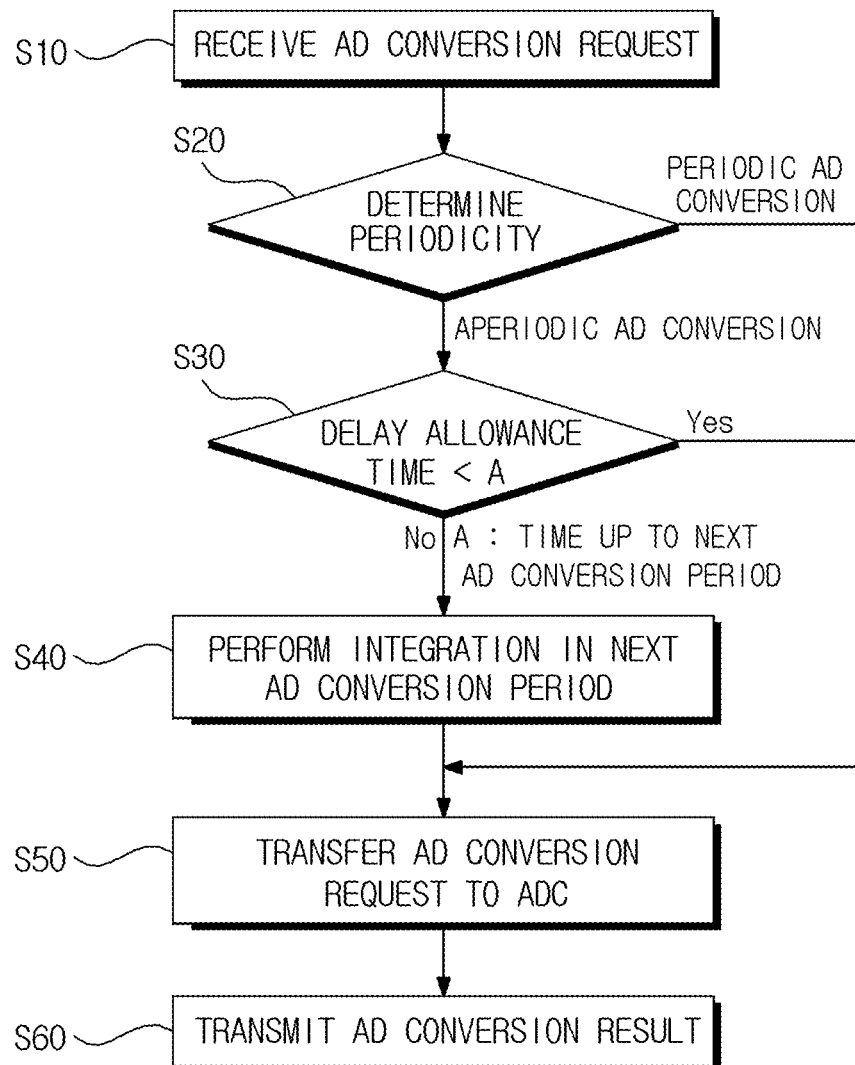 S10
RECEIVE AD CONVERSION REQUEST
S20
DETERMINE
PERIODICITY
PERIODIC AD
CONVERSION
APERIODIC AD CONVERSION
S30
DELAY ALLOWANCE
TIME < A
Yes
No
A : TIME UP TO NEXT
AD CONVERSION PERIOD
S40
PERFORM INTEGRATION IN NEXT
AD CONVERSION PERIOD
S50
TRANSFER AD CONVERSION
REQUEST TO ADC
S60
TRANSMIT AD CONVERSION RESULT